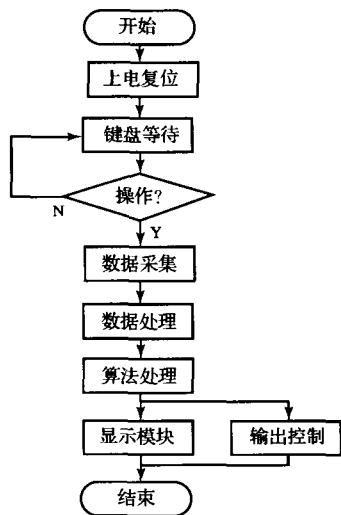 开始
上电复位
键盘等待
操作?
N
Y
数据采集
数据处理
算法处理
显示模块
输出控制
结束